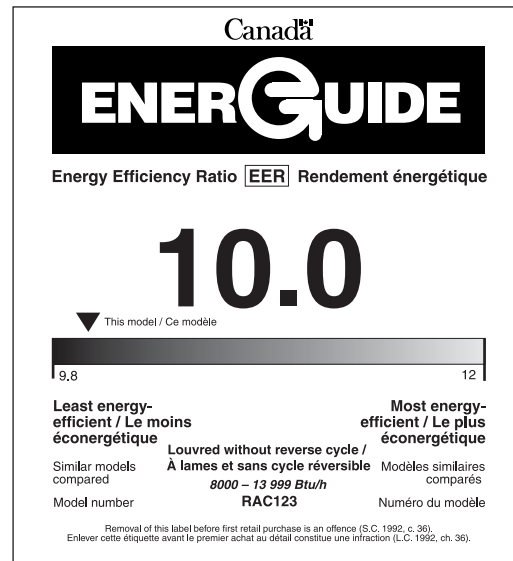 Canada
ENERGUIDE
Energy Efficiency Ratio EER Rendement énergétique
10.0
This model / Ce modèle
9.8 12
Least energy-
efficient / Le moins
éconergétique
Most energy-
efficient / Le plus
éconergétique
Similar models
compared
Louvred without reverse cycle /
À lames et sans cycle réversible
8000 – 13 999 Btu/h
Modèles similaires
comparés
Model number RAC123 Numéro du modèle
Removal of this label before first retail purchase is an offence (S.C. 1992, c. 36).
Enlever cette étiquette avant le premier achat au détail constitue une infraction (L.C. 1992, ch. 36).